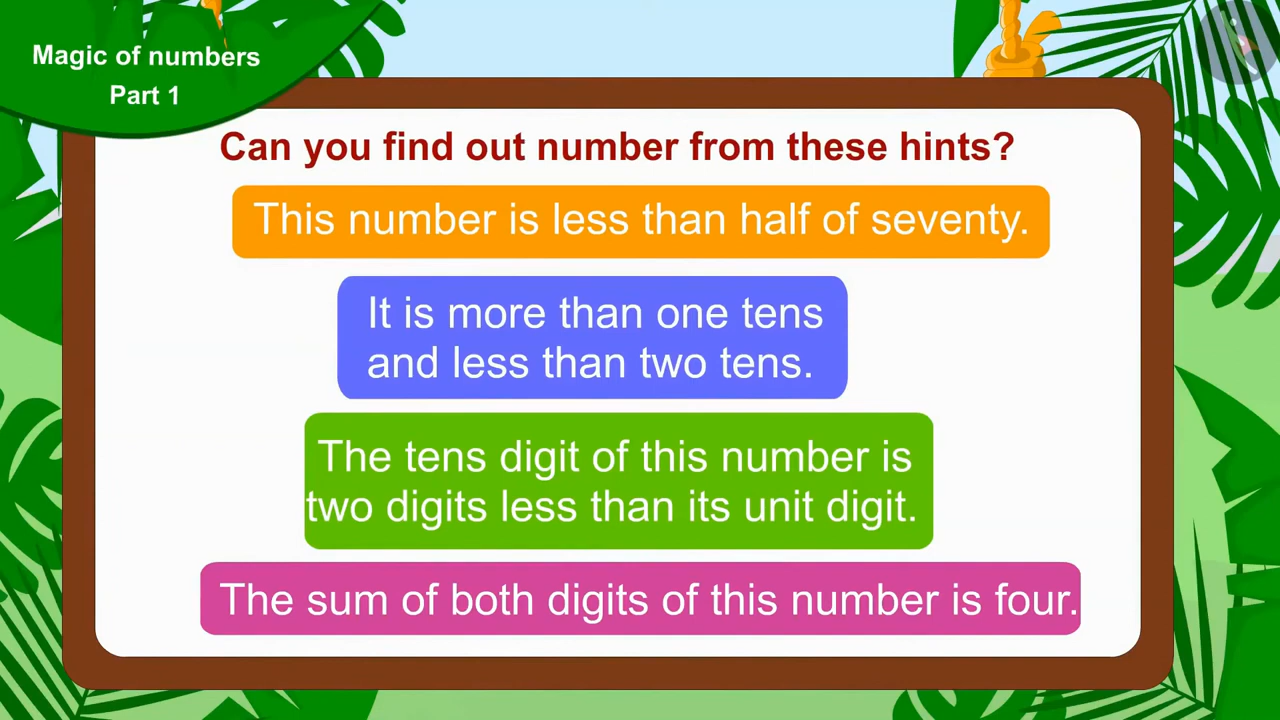 Magic of numbers
Part 1
Can you find out number from these hints?
This number is less than half of seventy.
It is more than one tens
and less than two tens.
The tens digit of this number is
two digits less than its unit digit.
The sum of both digits of this number is four.